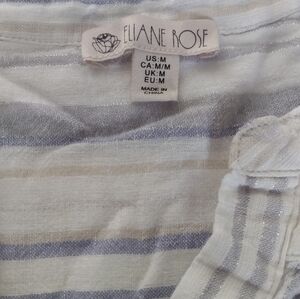 ELIANE ROSE
US:M
CA:M/M
UK:M
EU:M
MADE IN
CHINA